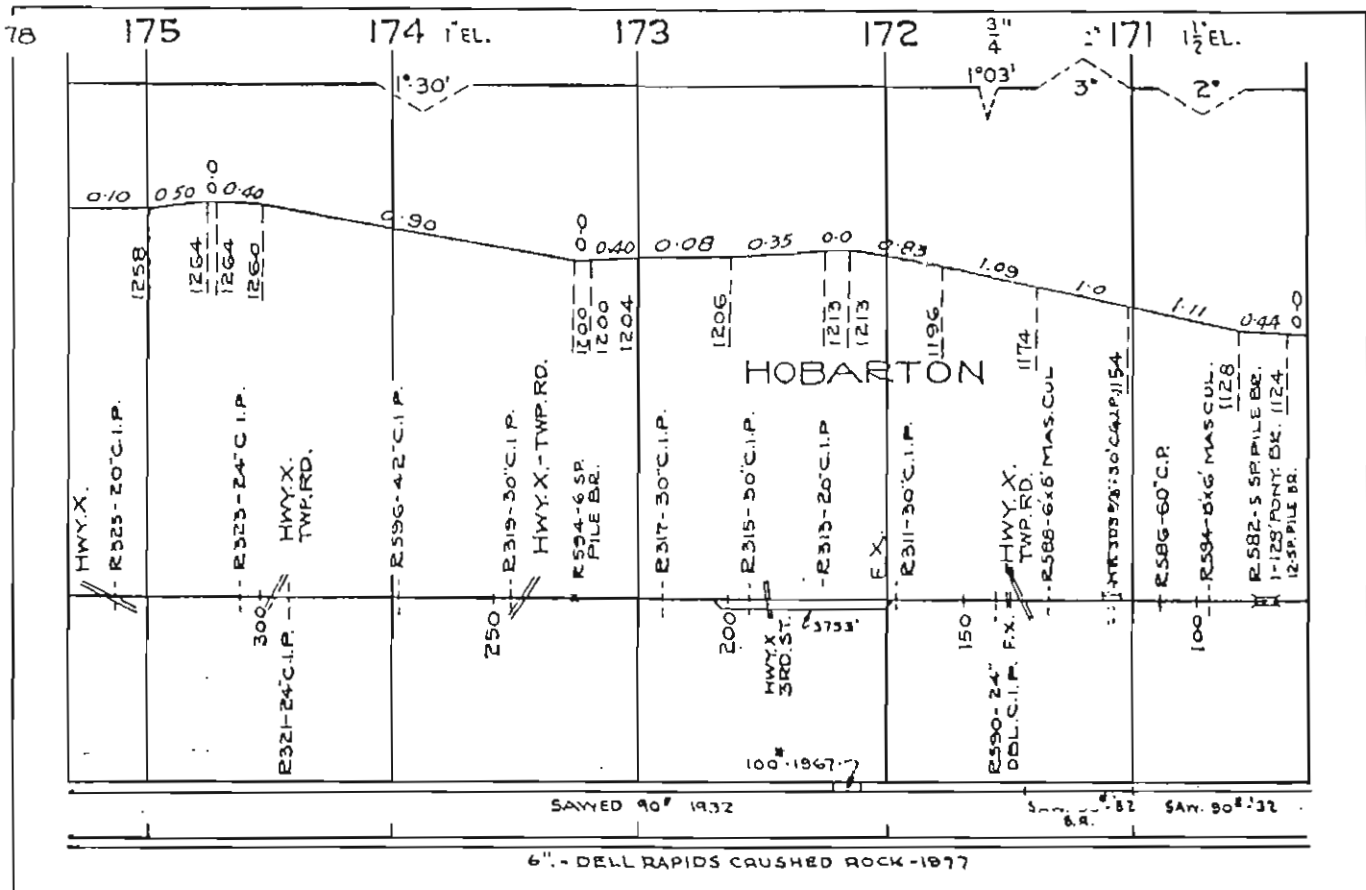 78 175 174 1" EL. 173 172 3/4" 171 1 1/2" EL.
1°30' 1°03' 3° 2°
0.10 0.50 0.0 0.40 0.90 0.0 0.40 0.08 0.35 0.0 0.83 1.09 1.0 1.11 0.44 0.0
1258
1264
1264
1260
1200
1200
1204
1206
1213
1213
1196
1174
1154
1128
1124
HOBARTON
HWY.X.
R325-20"C.I.P.
R323-24"C.I.P.
HWY.X.
TWP.RD.
R596-42"C.I.P.
R319-30"C.I.P.
HWY.X.-TWP.RD.
R594-6 SP.
PILE BR.
R317-30"C.I.P.
R315-30"C.I.P.
R313-20"C.I.P.
F.X.
R311-30"C.I.P.
HWY.X.
TWP.RD.
R588-6'x6' MAS.CUL
R586-60"C.P.
MAS CUL.
R582-5 SP. PILE BR.
1-128' PONY.BR.
12-SP. PILE BR.
300 250 200 150 100
R321-24"C.I.P.
HWY.X
3RD.ST.
3733'
R590-24"
DBL.C.I.P. F.X.
100#-1967
SAWED 90# 1932
SAW. 90#-'32
B.R.
6".-DELL RAPIDS CRUSHED ROCK-1977